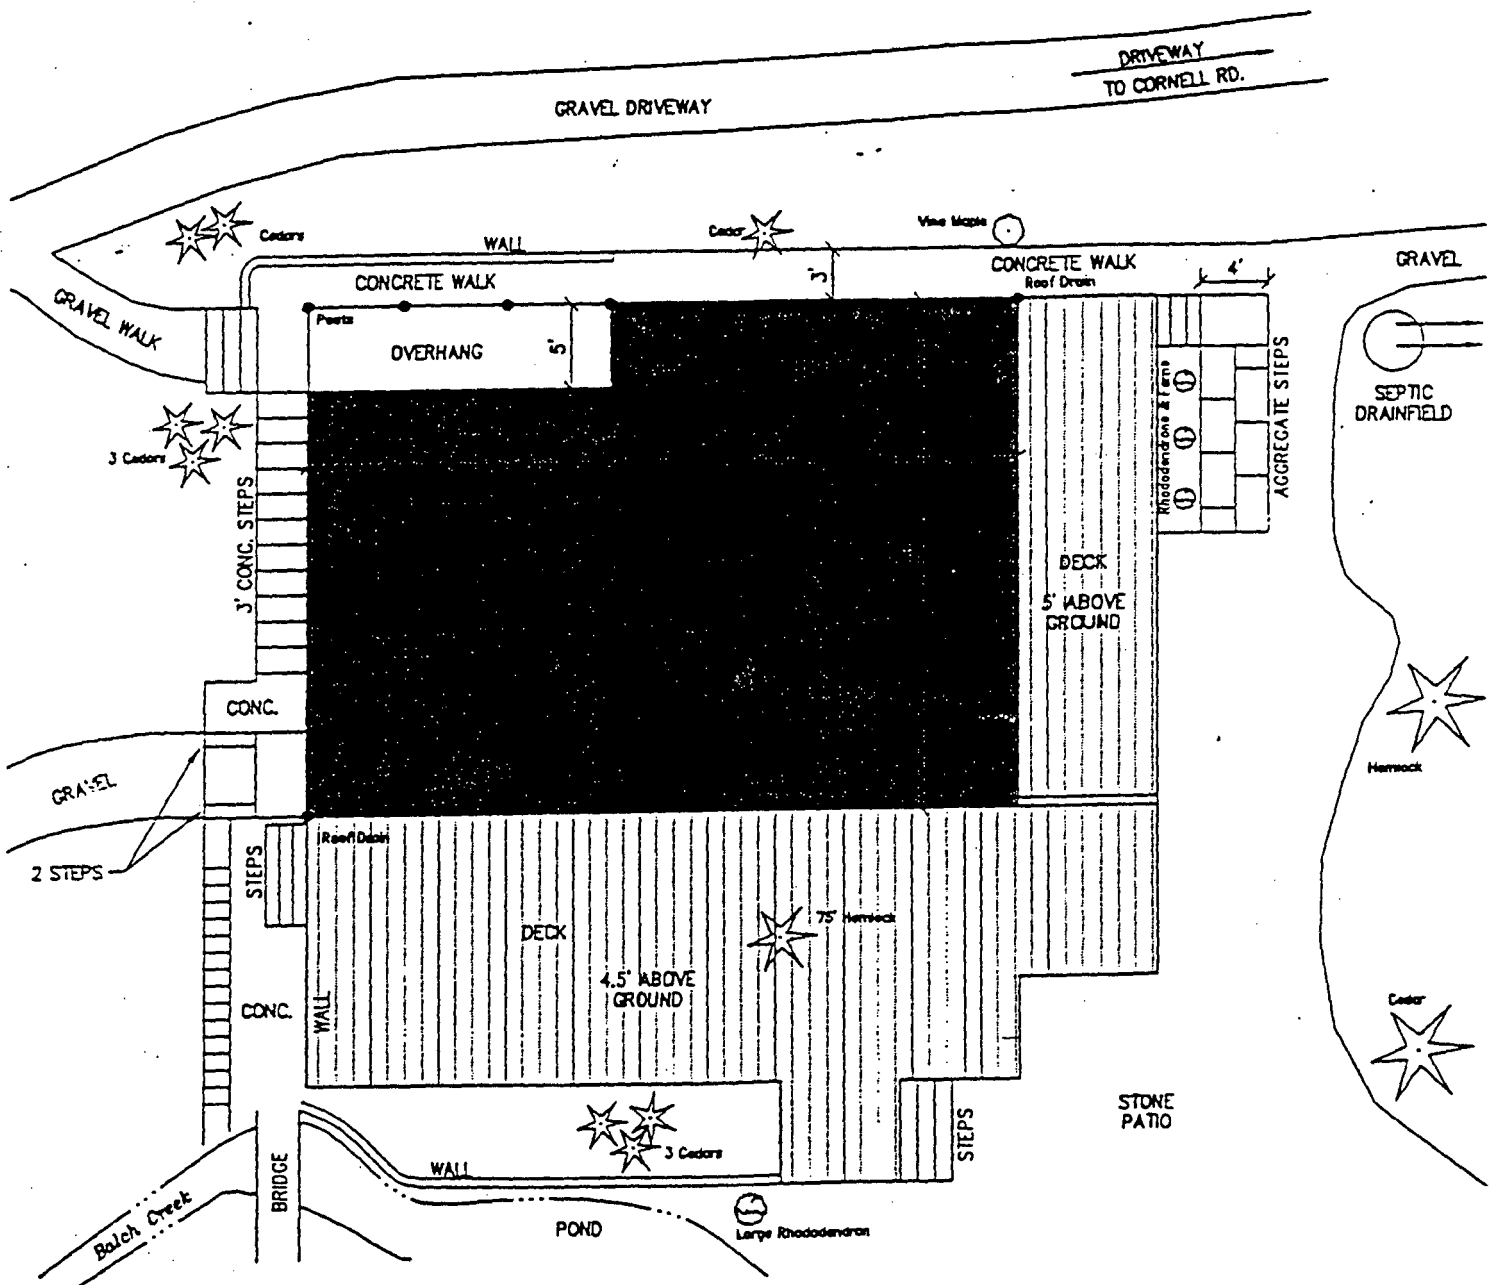 DRIVEWAY
TO CORNELL RD.
GRAVEL DRIVEWAY
Cedars
WALL
Cedar
Vine Maple
CONCRETE WALK
3'
CONCRETE WALK
Roof Drain
4'
GRAVEL
GRAVEL WALK
Posts
OVERHANG
5'
3 Cedars
3' CONC. STEPS
Rhododendrons & Ferns
AGGREGATE STEPS
SEPTIC
DRAINFIELD
DECK
5' ABOVE
GROUND
CONC.
GRAVEL
Hemlock
2 STEPS
STEPS
Roof Drain
DECK
75' Hemlock
4.5' ABOVE
GROUND
CONC.
WALL
Cedar
STONE
PATIO
STEPS
3 Cedars
WALL
BRIDGE
Balch Creek
POND
Large Rhododendron